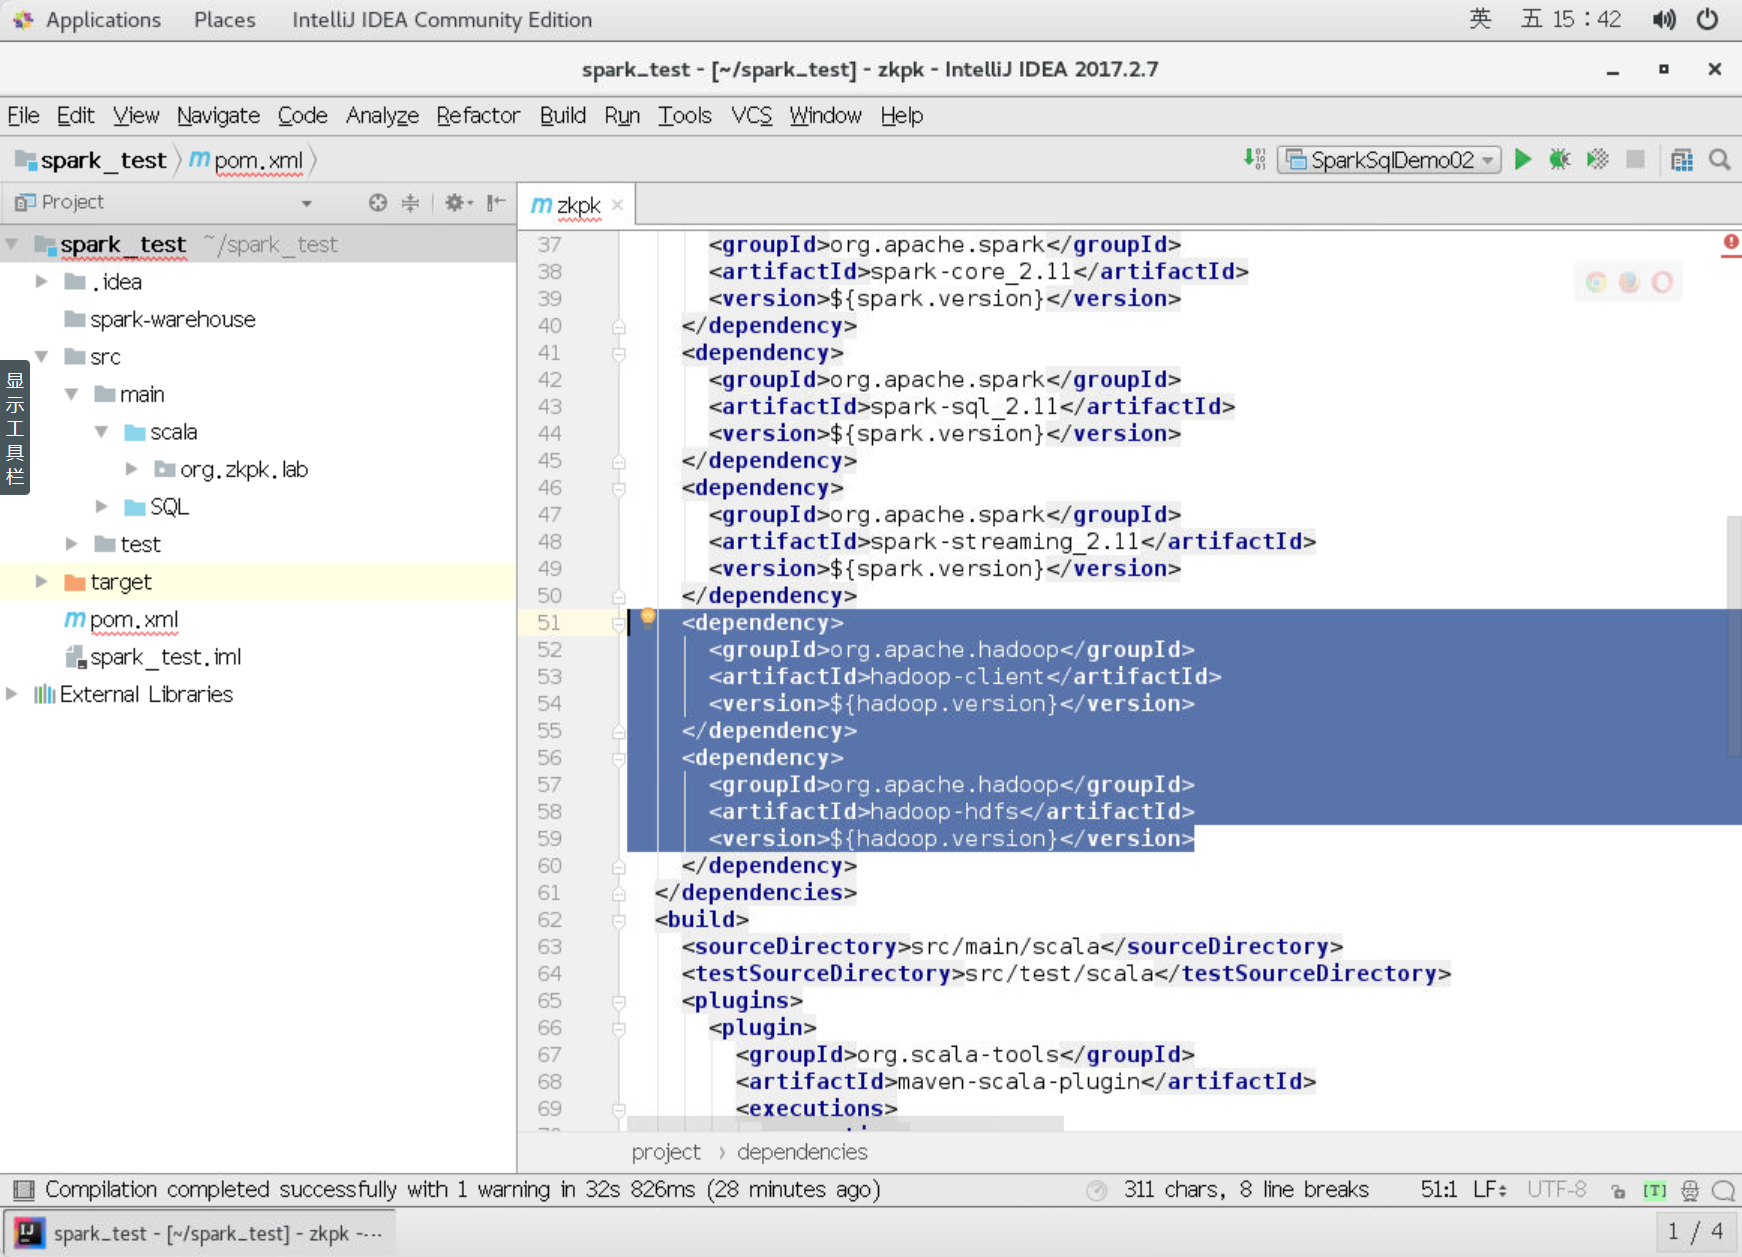 Applications Places IntelliJ IDEA Community Edition 英 五 15：42
spark_test - [~/spark_test] - zkpk - IntelliJ IDEA 2017.2.7
File Edit View Navigate Code Analyze Refactor Build Run Tools VCS Window Help
spark_test pom.xml SparkSqlDemo02
Project
zkpk
spark_test ~/spark_test
.idea
spark-warehouse
src
main
scala
org.zkpk.lab
SQL
test
target
pom.xml
spark_test.iml
External Libraries
显示工具栏
37 <groupId>org.apache.spark</groupId>
38 <artifactId>spark-core_2.11</artifactId>
39 <version>${spark.version}</version>
40 </dependency>
41 <dependency>
42 <groupId>org.apache.spark</groupId>
43 <artifactId>spark-sql_2.11</artifactId>
44 <version>${spark.version}</version>
45 </dependency>
46 <dependency>
47 <groupId>org.apache.spark</groupId>
48 <artifactId>spark-streaming_2.11</artifactId>
49 <version>${spark.version}</version>
50 </dependency>
51 <dependency>
52 <groupId>org.apache.hadoop</groupId>
53 <artifactId>hadoop-client</artifactId>
54 <version>${hadoop.version}</version>
55 </dependency>
56 <dependency>
57 <groupId>org.apache.hadoop</groupId>
58 <artifactId>hadoop-hdfs</artifactId>
59 <version>${hadoop.version}</version>
60 </dependency>
61 </dependencies>
62 <build>
63 <sourceDirectory>src/main/scala</sourceDirectory>
64 <testSourceDirectory>src/test/scala</testSourceDirectory>
65 <plugins>
66 <plugin>
67 <groupId>org.scala-tools</groupId>
68 <artifactId>maven-scala-plugin</artifactId>
69 <executions>
project › dependencies
Compilation completed successfully with 1 warning in 32s 826ms (28 minutes ago) 311 chars, 8 line breaks 51:1 LF UTF-8 [T]
spark_test - [~/spark_test] - zkpk -··· 1 / 4